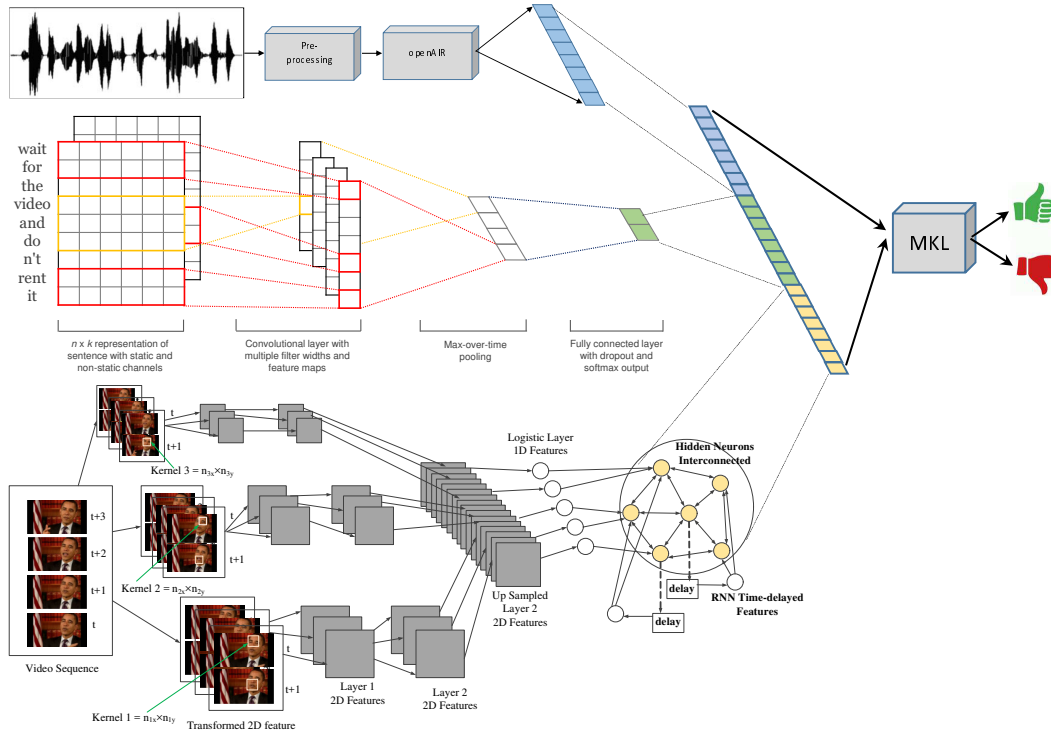 Pre-
processing
openAIR
wait
for
the
video
and
do
n't
rent
it
MKL
n x k representation of
sentence with static and
non-static channels
Convolutional layer with
multiple filter widths and
feature maps
Max-over-time
pooling
Fully connected layer
with dropout and
softmax output
t
t+1
Kernel 3 = n3x×n3y
Logistic Layer
1D Features
Hidden Neurons
Interconnected
t+3
t+2
t+1
t
Video Sequence
t
t+1
Kernel 2 = n2x×n2y
Up Sampled
Layer 2
2D Features
delay
delay
RNN Time-delayed
Features
t
t+1
Kernel 1 = n1x×n1y
Transformed 2D feature
Layer 1
2D Features
Layer 2
2D Features